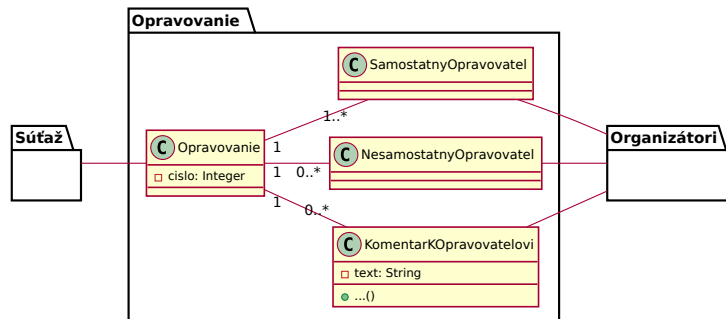 Opravovanie
C SamostatnyOpravovatel
1..*
Súťaž
C Opravovanie
cislo: Integer
1
1
1
0..*
C NesamostatnyOpravovatel
Organizátori
0..*
C KomentarKOpravovatelovi
text: String
...()